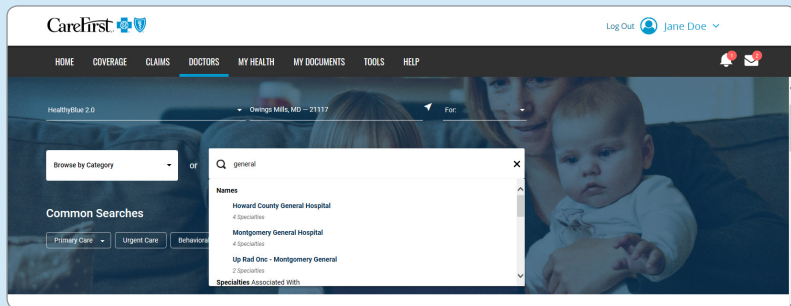 CareFirst
Log Out Jane Doe
HOME COVERAGE CLAIMS DOCTORS MY HEALTH MY DOCUMENTS TOOLS HELP
HealthyBlue 2.0 Owings Mills, MD -- 21117 For:
Browse by Category or general
Names
Howard County General Hospital
4 Specialties
Common Searches
Montgomery General Hospital
4 Specialties
Primary Care Urgent Care Behavioral
Up Rad Onc - Montgomery General
2 Specialties
Specialties Associated With